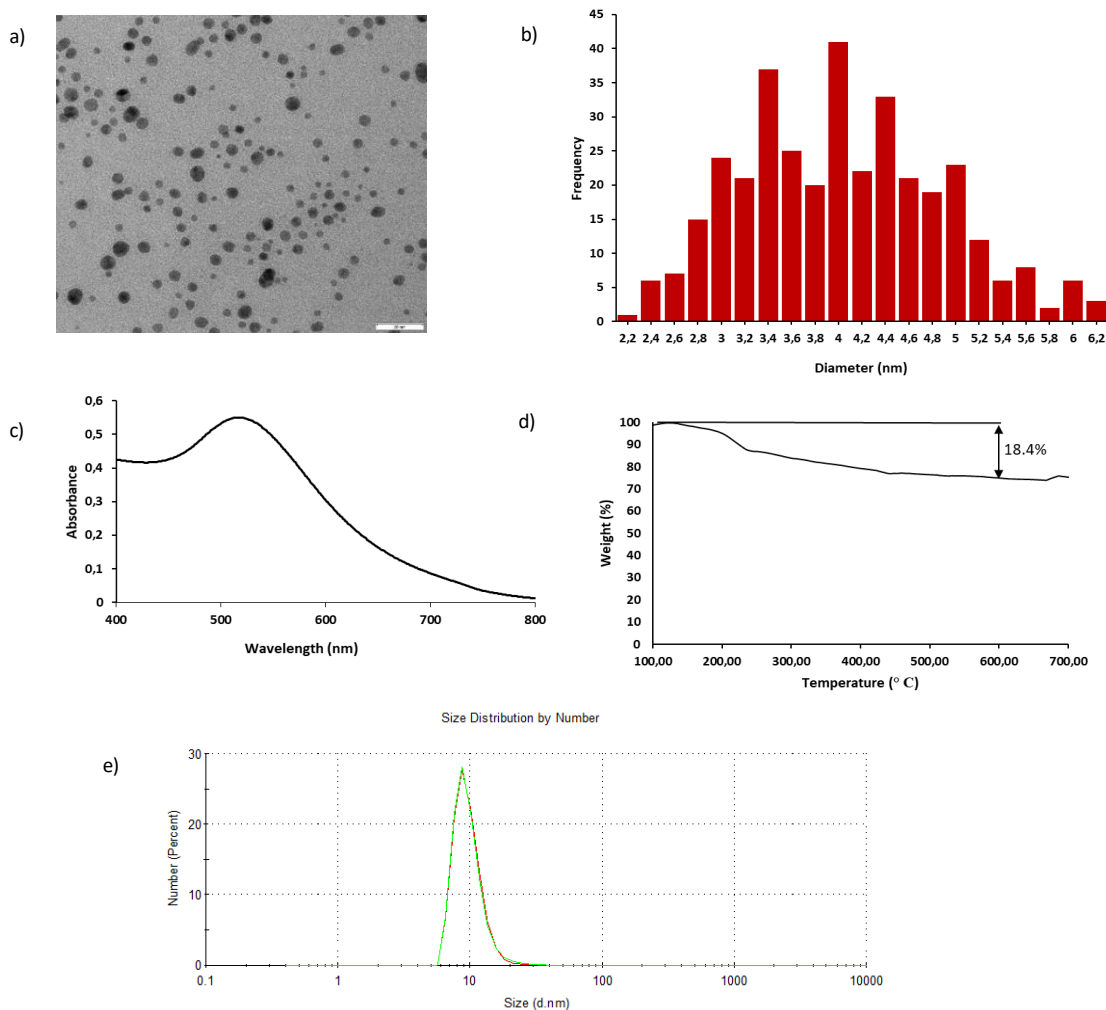 a)
b)
45
40
35
30
25
20
15
10
5
0
Frequency
2,2 2,4 2,6 2,8 3 3,2 3,4 3,6 3,8 4 4,2 4,4 4,6 4,8 5 5,2 5,4 5,6 5,8 6 6,2
Diameter (nm)
c)
0,6
0,5
0,4
0,3
0,2
0,1
0
Absorbance
400 500 600 700 800
Wavelength (nm)
d)
100
90
80
70
60
50
40
30
20
10
0
Weight (%)
18.4%
100,00 200,00 300,00 400,00 500,00 600,00 700,00
Temperature (° C)
Size Distribution by Number
e)
30
20
10
0
Number (Percent)
0.1 1 10 100 1000 10000
Size (d.nm)